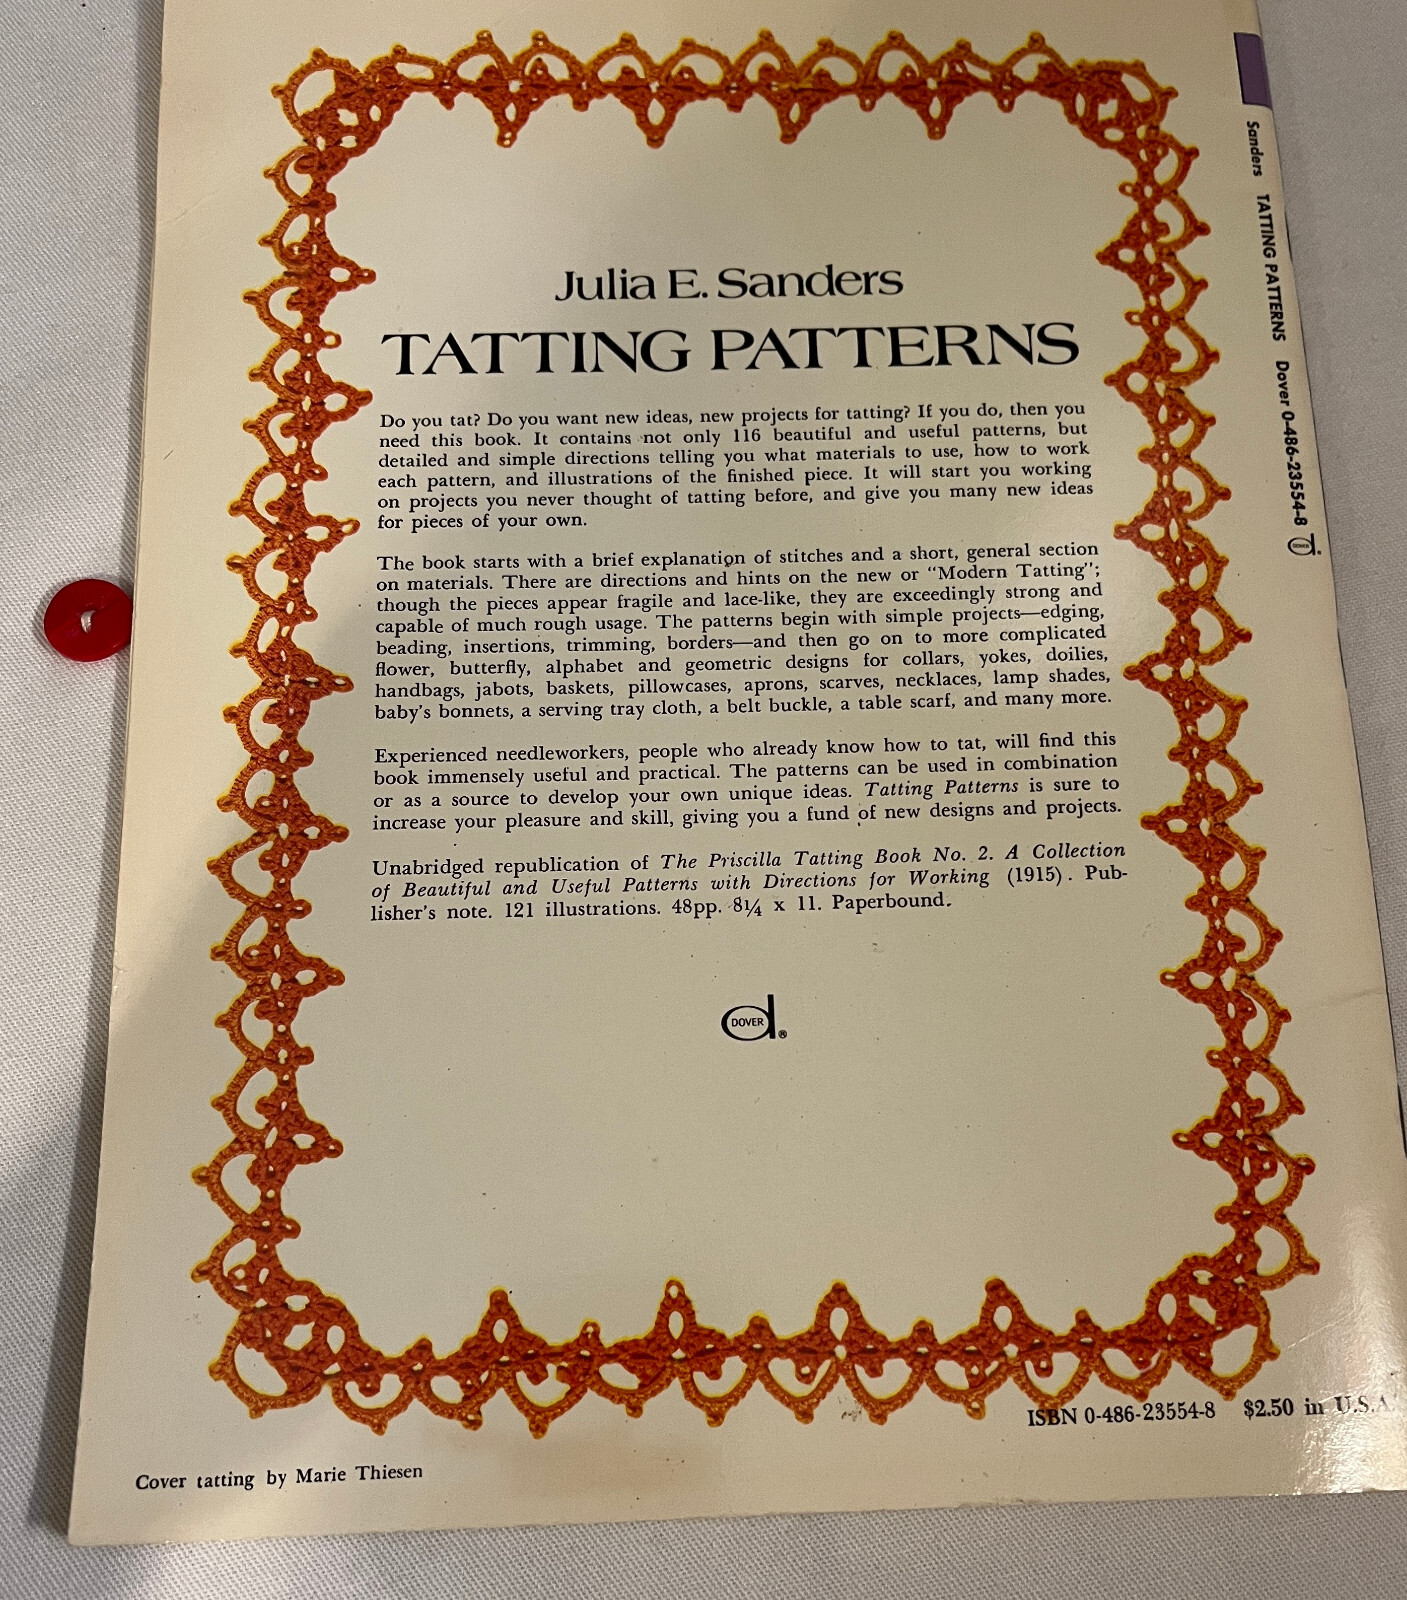 Julia E. Sanders
TATTING PATTERNS
Do you tat? Do you want new ideas, new projects for tatting? If you do, then you
need this book. It contains not only 116 beautiful and useful patterns, but
detailed and simple directions telling you what materials to use, how to work
each pattern, and illustrations of the finished piece. It will start you working
on projects you never thought of tatting before, and give you many new ideas
for pieces of your own.
The book starts with a brief explanation of stitches and a short, general section
on materials. There are directions and hints on the new or “Modern Tatting”;
though the pieces appear fragile and lace-like, they are exceedingly strong and
capable of much rough usage. The patterns begin with simple projects—edging,
beading, insertions, trimming, borders—and then go on to more complicated
flower, butterfly, alphabet and geometric designs for collars, yokes, doilies,
handbags, jabots, baskets, pillowcases, aprons, scarves, necklaces, lamp shades,
baby's bonnets, a serving tray cloth, a belt buckle, a table scarf, and many more.
Experienced needleworkers, people who already know how to tat, will find this
book immensely useful and practical. The patterns can be used in combination
or as a source to develop your own unique ideas. Tatting Patterns is sure to
increase your pleasure and skill, giving you a fund of new designs and projects.
Unabridged republication of The Priscilla Tatting Book No. 2. A Collection
of Beautiful and Useful Patterns with Directions for Working (1915). Pub-
lisher's note. 121 illustrations. 48pp. 8¼ x 11. Paperbound.
DOVER ®
ISBN 0-486-23554-8 $2.50 in U.S.A.
Cover tatting by Marie Thiesen
Sanders TATTING PATTERNS Dover 0-486-23554-8